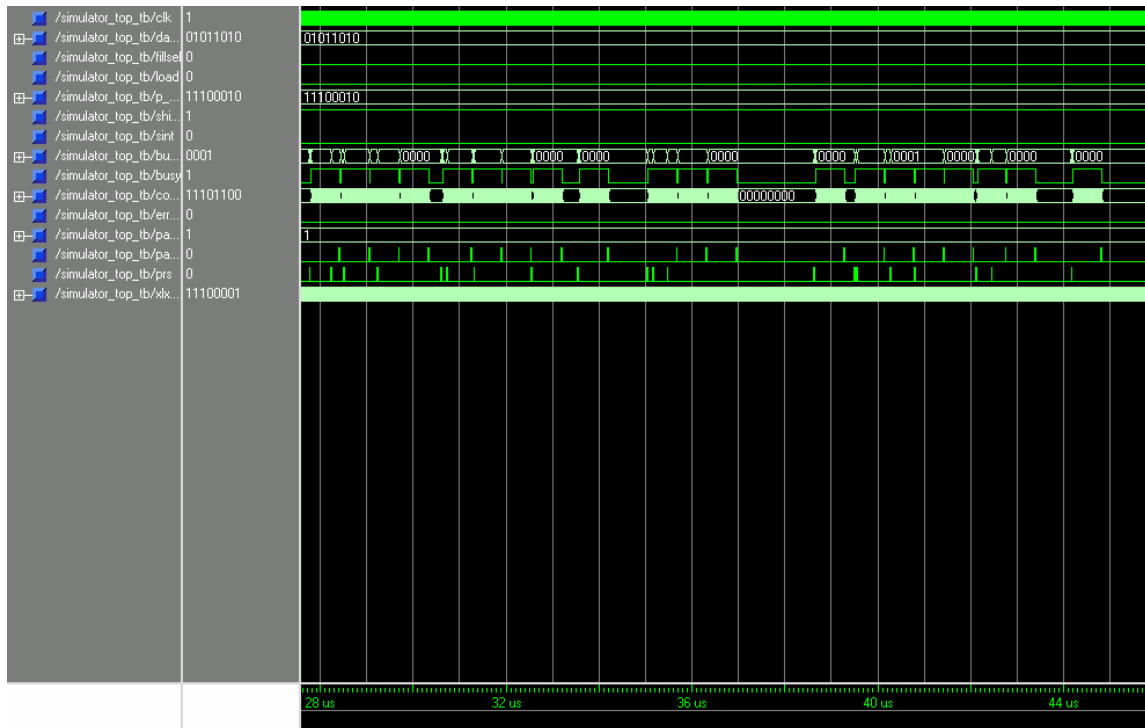 /simulator_top_tb/clk 1
/simulator_top_tb/da... 01011010 01011010
/simulator_top_tb/fillsel 0
/simulator_top_tb/load 0
/simulator_top_tb/p_... 11100010 11100010
/simulator_top_tb/shi... 1
/simulator_top_tb/sint 0
/simulator_top_tb/bu... 0001 0000 0000 0000 0000 0000 0001 0000 0000 0000
/simulator_top_tb/busy 1
/simulator_top_tb/co... 11101100 00000000
/simulator_top_tb/err... 0
/simulator_top_tb/pa... 1 1
/simulator_top_tb/pa... 0
/simulator_top_tb/prs 0
/simulator_top_tb/xlx... 11100001
28 us 32 us 36 us 40 us 44 us